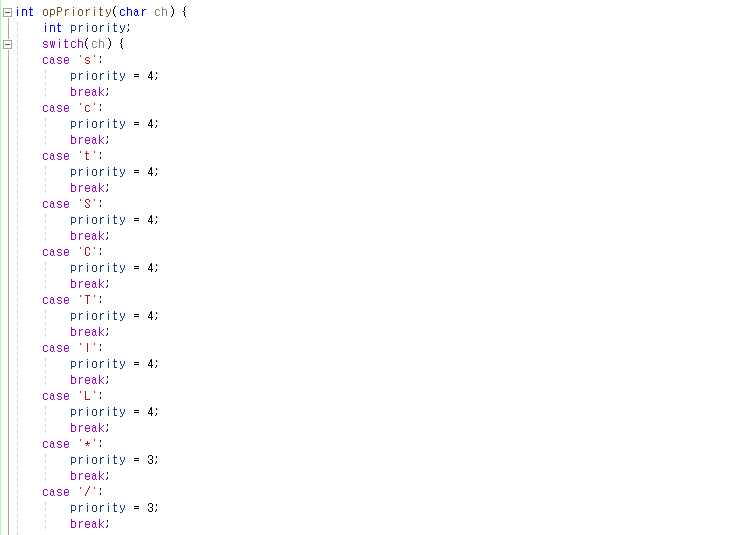 int opPriority(char ch) {
int priority;
switch(ch) {
case 's':
priority = 4;
break;
case 'c':
priority = 4;
break;
case 't':
priority = 4;
break;
case 'S':
priority = 4;
break;
case 'C':
priority = 4;
break;
case 'T':
priority = 4;
break;
case 'l':
priority = 4;
break;
case 'L':
priority = 4;
break;
case '*':
priority = 3;
break;
case '/':
priority = 3;
break;